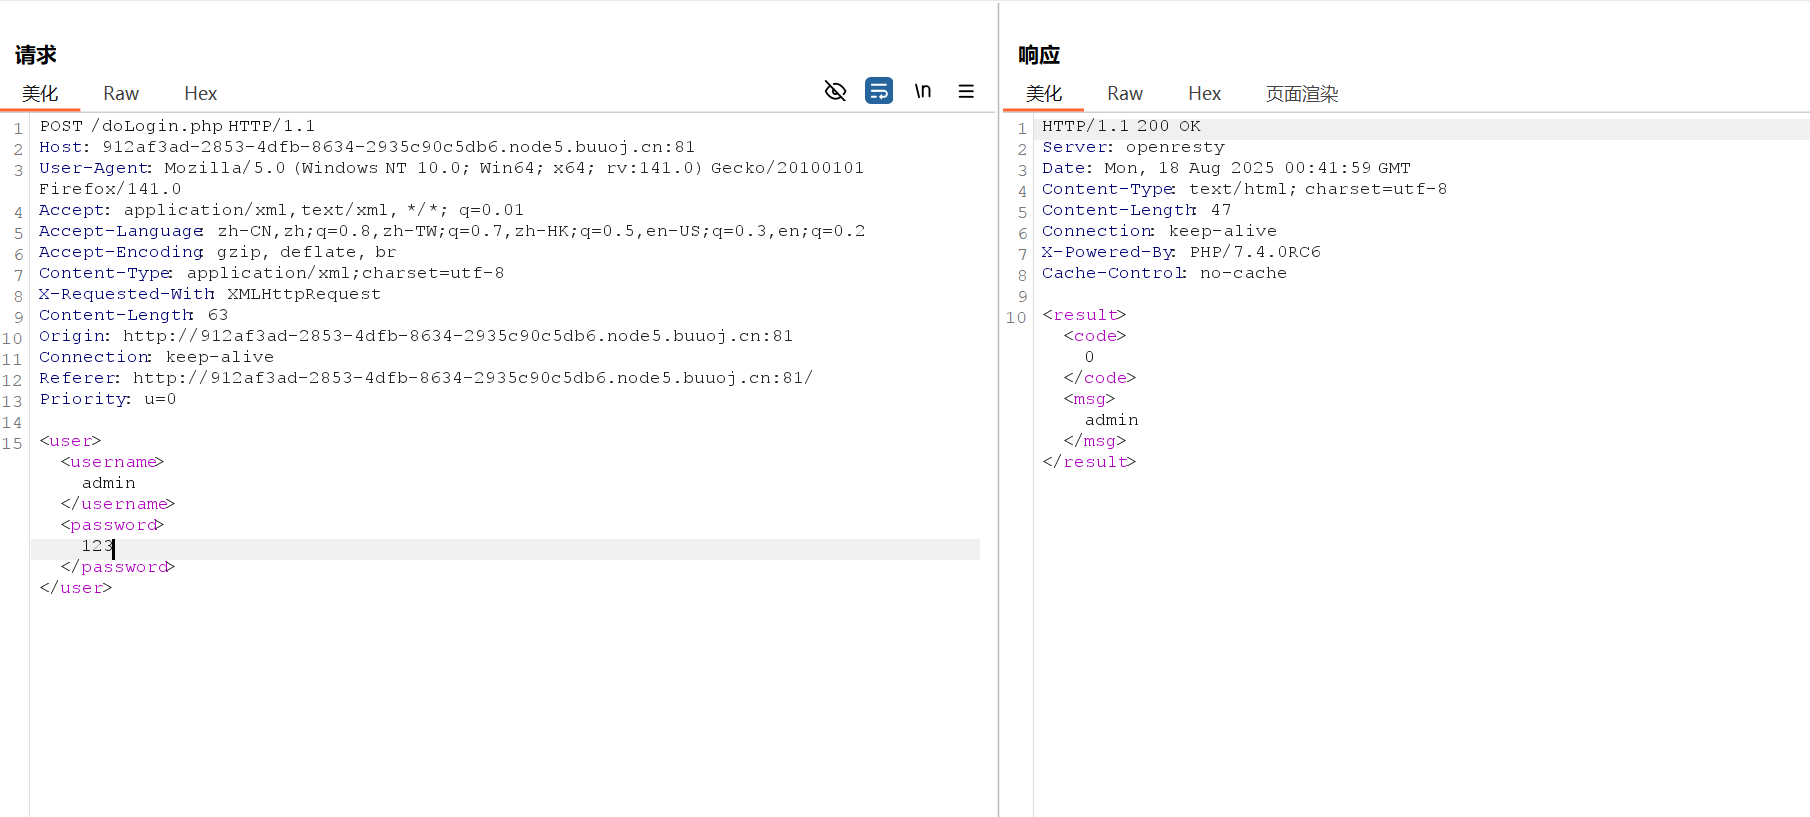 请求
美化 Raw Hex
\n
1 POST /doLogin.php HTTP/1.1
2 Host: 912af3ad-2853-4dfb-8634-2935c90c5db6.node5.buuoj.cn:81
3 User-Agent: Mozilla/5.0 (Windows NT 10.0; Win64; x64; rv:141.0) Gecko/20100101
Firefox/141.0
4 Accept: application/xml, text/xml, */*; q=0.01
5 Accept-Language: zh-CN,zh;q=0.8,zh-TW;q=0.7,zh-HK;q=0.5,en-US;q=0.3,en;q=0.2
6 Accept-Encoding: gzip, deflate, br
7 Content-Type: application/xml;charset=utf-8
8 X-Requested-With: XMLHttpRequest
9 Content-Length: 63
10 Origin: http://912af3ad-2853-4dfb-8634-2935c90c5db6.node5.buuoj.cn:81
11 Connection: keep-alive
12 Referer: http://912af3ad-2853-4dfb-8634-2935c90c5db6.node5.buuoj.cn:81/
13 Priority: u=0
14
15 <user>
<username>
admin
</username>
<password>
123
</password>
</user>
响应
美化 Raw Hex 页面渲染
1 HTTP/1.1 200 OK
2 Server: openresty
3 Date: Mon, 18 Aug 2025 00:41:59 GMT
4 Content-Type: text/html; charset=utf-8
5 Content-Length: 47
6 Connection: keep-alive
7 X-Powered-By: PHP/7.4.0RC6
8 Cache-Control: no-cache
9
10 <result>
<code>
0
</code>
<msg>
admin
</msg>
</result>